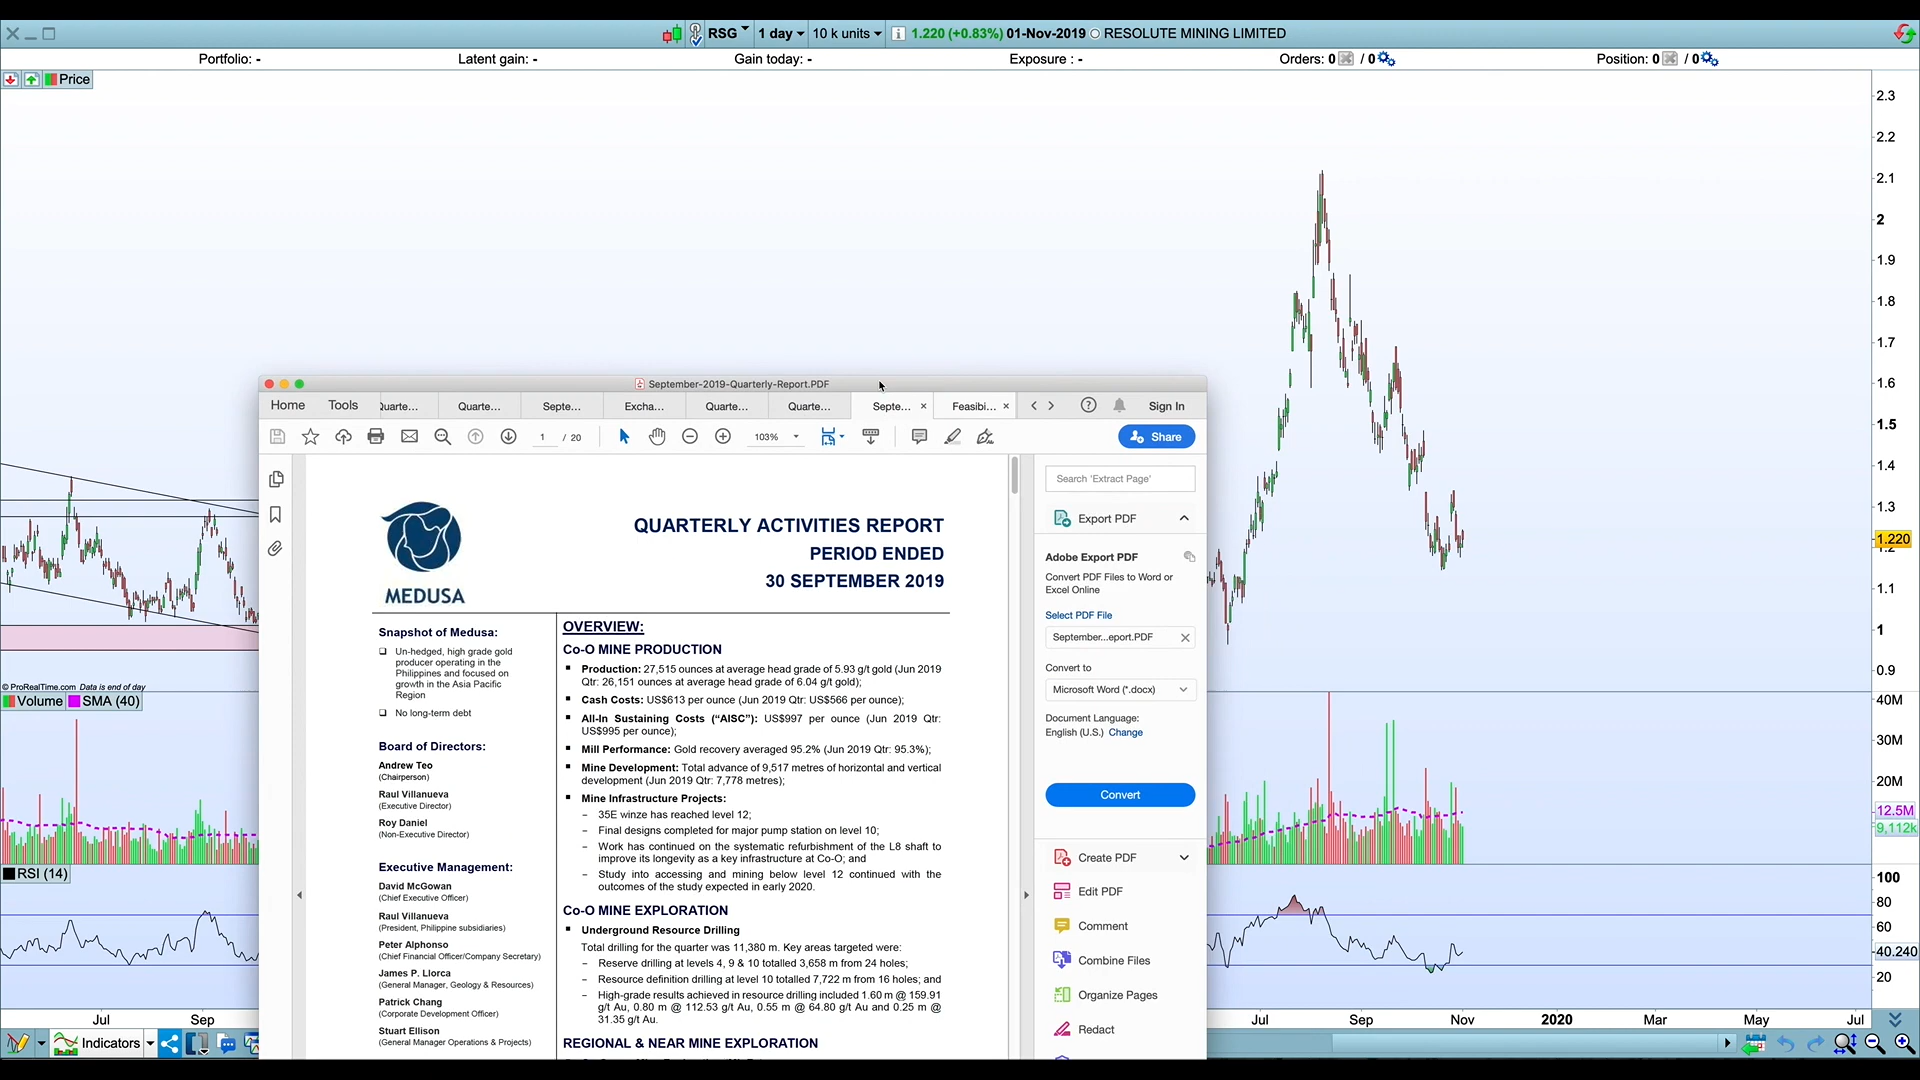 RSG 1 day 10 k units 1.220 (+0.83%) 01-Nov-2019 RESOLUTE MINING LIMITED
Portfolio: - Latent gain: - Gain today: - Exposure : - Orders: 0 / 0 Position: 0 / 0
Price
2.3
2.2
2.1
2
1.9
1.8
1.7
1.6
1.5
1.4
1.3
1.220
1.1
1
0.9
© ProRealTime.com Data is end of day
Volume SMA (40)
40M
30M
20M
12.5M
9,112k
RSI (14)
100
80
60
40.240
20
Jul Sep
Jul Sep Nov 2020 Mar May Jul
Indicators
September-2019-Quarterly-Report.PDF
Home Tools Quarte... Quarte... Septe... Excha... Quarte... Quarte... Septe... Feasibi... Sign In
1 / 20 103% Share
MEDUSA
QUARTERLY ACTIVITIES REPORT
PERIOD ENDED
30 SEPTEMBER 2019
Snapshot of Medusa:
Un-hedged, high grade gold
producer operating in the
Philippines and focused on
growth in the Asia Pacific
Region
No long-term debt
Board of Directors:
Andrew Teo
(Chairperson)
Raul Villanueva
(Executive Director)
Roy Daniel
(Non-Executive Director)
Executive Management:
David McGowan
(Chief Executive Officer)
Raul Villanueva
(President, Philippine subsidiaries)
Peter Alphonso
(Chief Financial Officer/Company Secretary)
James P. Llorca
(General Manager, Geology & Resources)
Patrick Chang
(Corporate Development Officer)
Stuart Ellison
(General Manager Operations & Projects)
OVERVIEW:
Co-O MINE PRODUCTION
Production: 27,515 ounces at average head grade of 5.93 g/t gold (Jun 2019
Qtr: 26,151 ounces at average head grade of 6.04 g/t gold);
Cash Costs: US$613 per ounce (Jun 2019 Qtr: US$566 per ounce);
All-In Sustaining Costs (“AISC”): US$997 per ounce (Jun 2019 Qtr:
US$995 per ounce);
Mill Performance: Gold recovery averaged 95.2% (Jun 2019 Qtr: 95.3%);
Mine Development: Total advance of 9,517 metres of horizontal and vertical
development (Jun 2019 Qtr: 7,778 metres);
Mine Infrastructure Projects:
– 35E winze has reached level 12;
– Final designs completed for major pump station on level 10;
– Work has continued on the systematic refurbishment of the L8 shaft to
improve its longevity as a key infrastructure at Co-O; and
– Study into accessing and mining below level 12 continued with the
outcomes of the study expected in early 2020.
Co-O MINE EXPLORATION
Underground Resource Drilling
Total drilling for the quarter was 11,380 m. Key areas targeted were:
– Reserve drilling at levels 4, 9 & 10 totalled 3,658 m from 24 holes;
– Resource definition drilling at level 10 totalled 7,722 m from 16 holes; and
– High-grade results achieved in resource drilling included 1.60 m @ 159.91
g/t Au, 0.80 m @ 112.53 g/t Au, 0.55 m @ 64.80 g/t Au and 0.25 m @
31.35 g/t Au.
REGIONAL & NEAR MINE EXPLORATION
Search 'Extract Page'
Export PDF
Adobe Export PDF
Convert PDF Files to Word or
Excel Online
Select PDF File
September...eport.PDF
Convert to
Microsoft Word (*.docx)
Document Language:
English (U.S.) Change
Convert
Create PDF
Edit PDF
Comment
Combine Files
Organize Pages
Redact